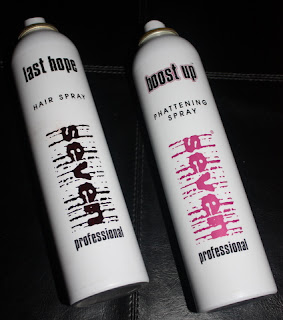 last hope
HAIR SPRAY
seven
professional
boost up
PHATTENING
SPRAY
seven
professional